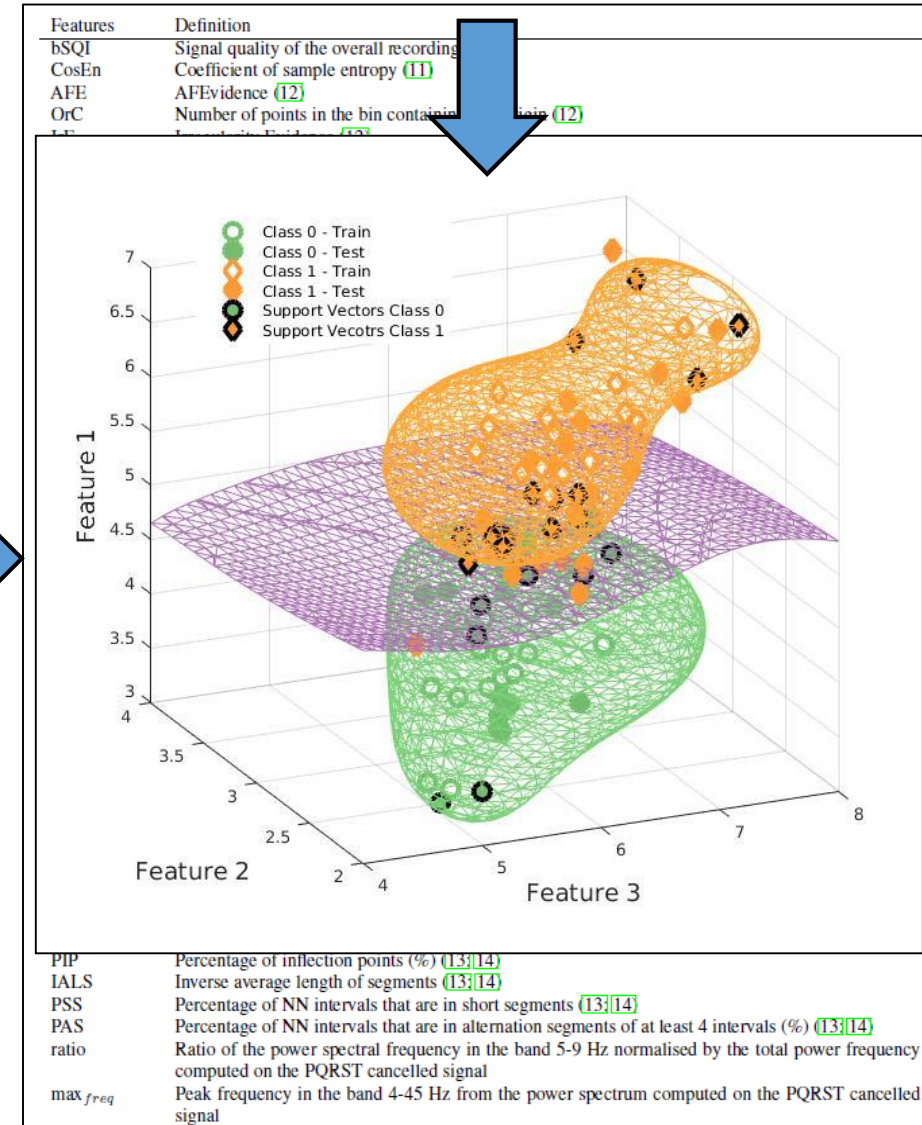 Features Definition
bSQI Signal quality of the overall recording
CosEn Coefficient of sample entropy (11)
AFE AFEvidence (12)
OrC Number of points in the bin (12)
Class 0 - Train
Class 0 - Test
Class 1 - Train
Class 1 - Test
Support Vectors Class 0
Support Vecotrs Class 1
7
6.5
6
5.5
5
4.5
4
3.5
3
Feature 1
4
3.5
3
2.5
2
Feature 2
4
5
6
7
8
Feature 3
PIP Percentage of inflection points (%) (13; 14)
IALS Inverse average length of segments (13; 14)
PSS Percentage of NN intervals that are in short segments (13; 14)
PAS Percentage of NN intervals that are in alternation segments of at least 4 intervals (%) (13; 14)
ratio Ratio of the power spectral frequency in the band 5-9 Hz normalised by the total power frequency
computed on the PQRST cancelled signal
max freq Peak frequency in the band 4-45 Hz from the power spectrum computed on the PQRST cancelled
signal